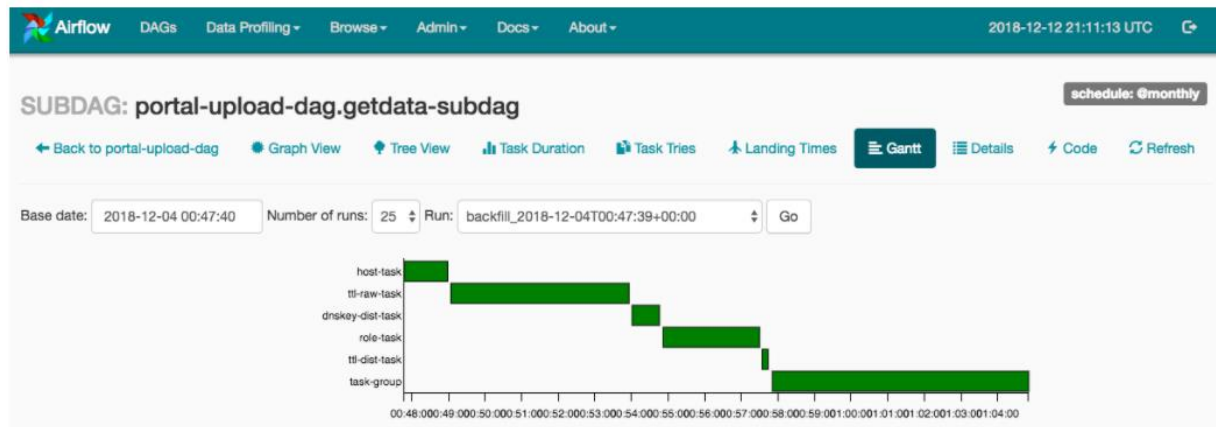 Airflow DAGs Data Profiling Browse Admin Docs About 2018-12-12 21:11:13 UTC
schedule: @monthly
SUBDAG: portal-upload-dag.getdata-subdag
Back to portal-upload-dag Graph View Tree View Task Duration Task Tries Landing Times Gantt Details Code Refresh
Base date: 2018-12-04 00:47:40 Number of runs: 25 Run: backfill_2018-12-04T00:47:39+00:00 Go
host-task
ttl-raw-task
dnskey-dist-task
role-task
ttl-dist-task
task-group
00:48:00 00:49:00 00:50:00 00:51:00 00:52:00 00:53:00 00:54:00 00:55:00 00:56:00 00:57:00 00:58:00 00:59:00 01:00:00 01:01:00 01:02:00 01:03:00 01:04:00